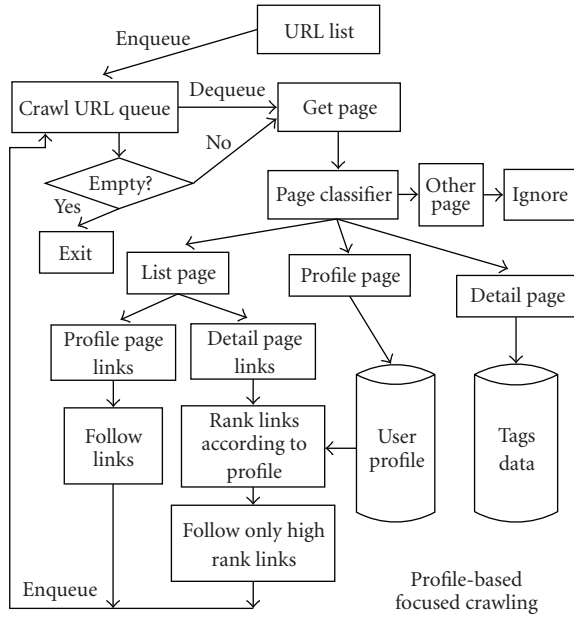 Enqueue
URL list
Crawl URL queue
Dequeue
Get page
No
Empty?
Yes
Exit
Page classifier
Other
page
Ignore
List page
Profile page
Detail page
Profile page
links
Detail page
links
Follow
links
Rank links
according to
profile
User
profile
Tags
data
Follow only high
rank links
Enqueue
Profile-based
focused crawling